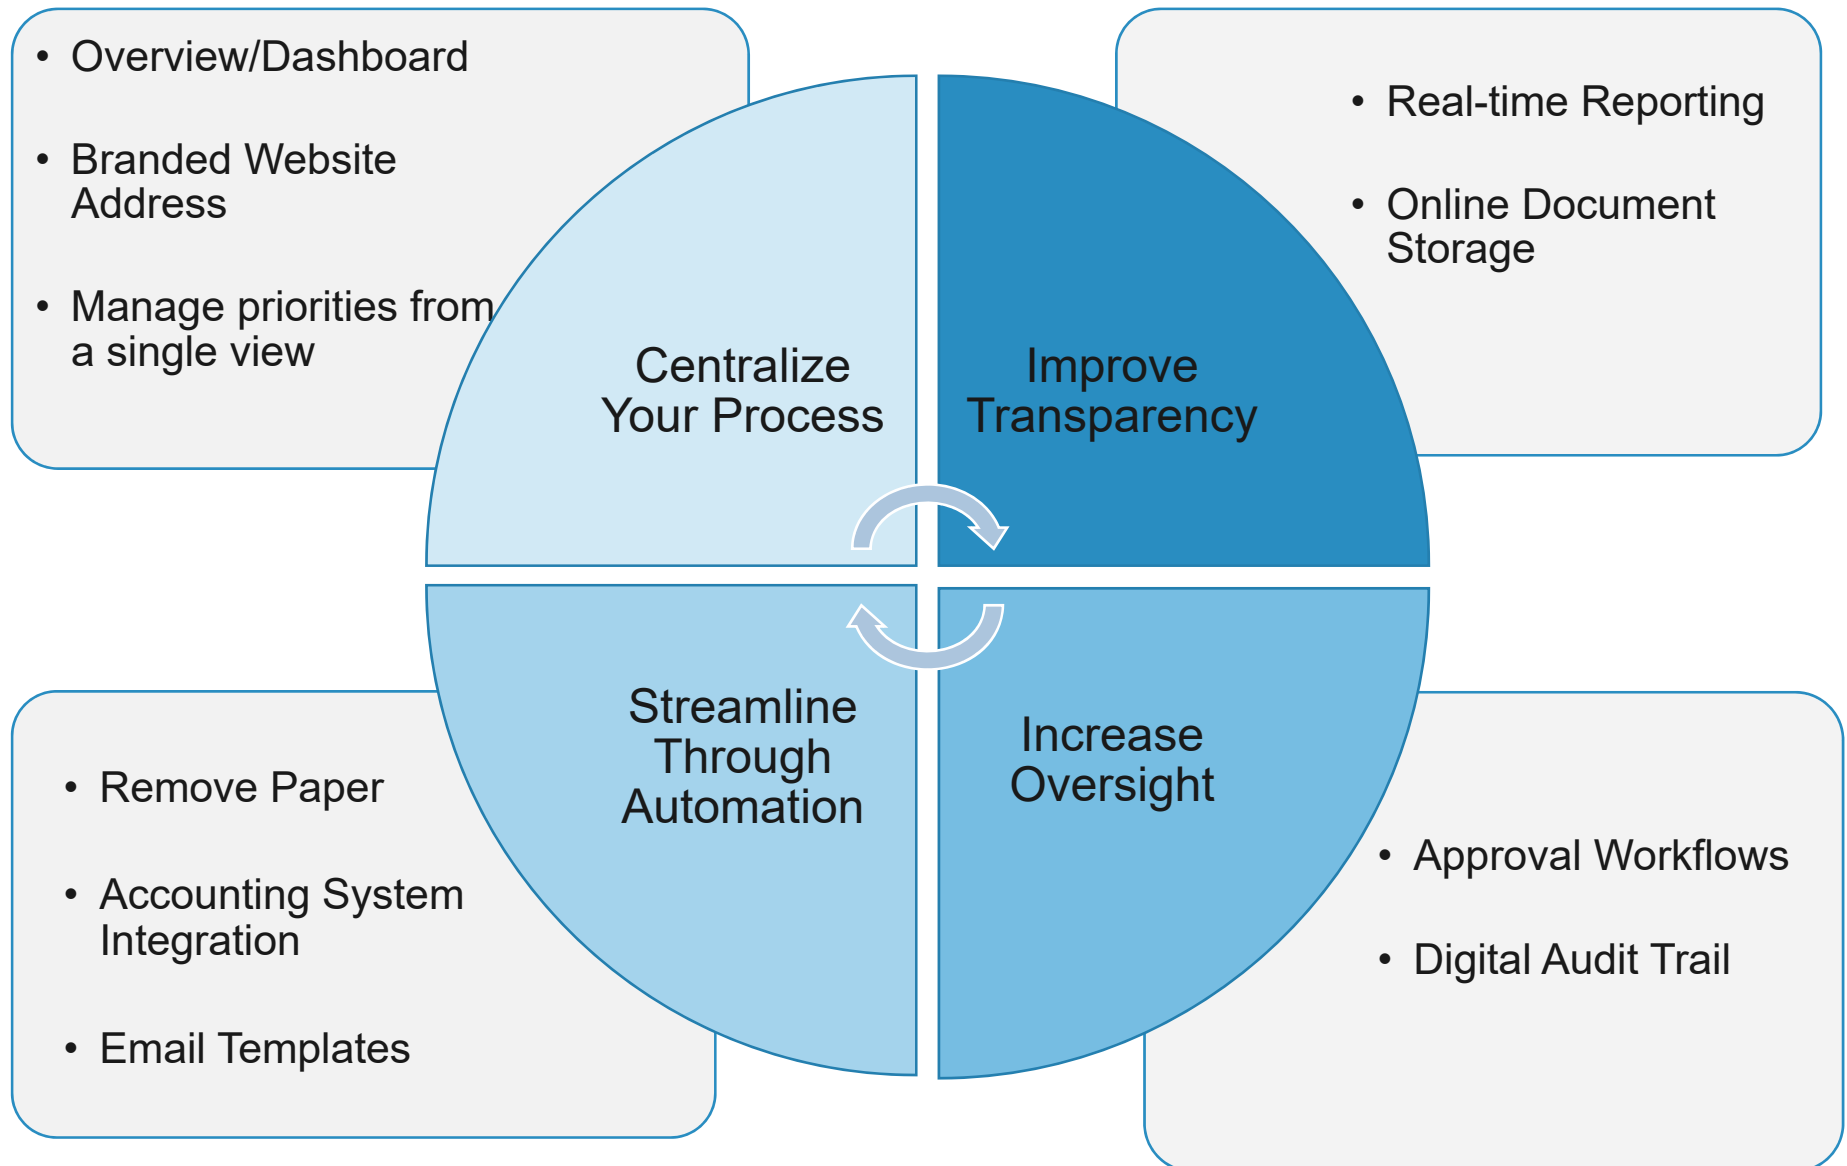 • Overview/Dashboard
• Branded Website
Address
• Manage priorities from
a single view
Centralize
Your Process
• Real-time Reporting
• Online Document
Storage
Improve
Transparency
• Remove Paper
• Accounting System
Integration
• Email Templates
Streamline
Through
Automation
Increase
Oversight
• Approval Workflows
• Digital Audit Trail